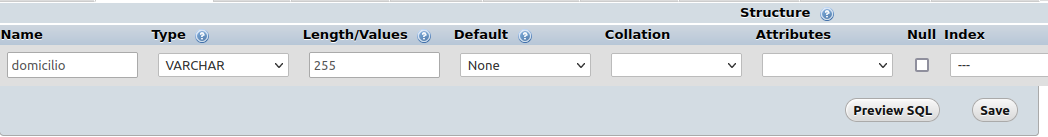 Structure
Name Type Length/Values Default Collation Attributes Null Index
domicilio VARCHAR 255 None ---
Preview SQL Save